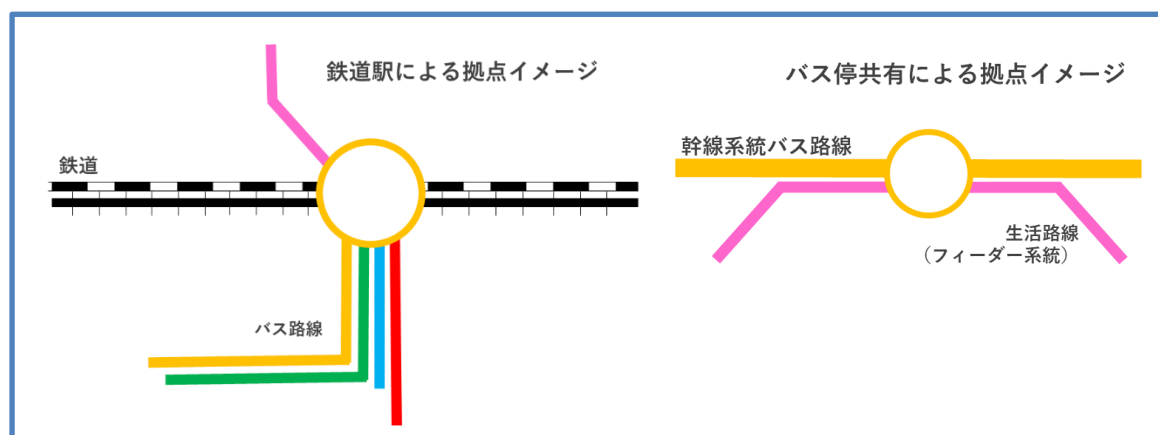 鉄道駅による拠点イメージ
鉄道
バス路線
バス停共有による拠点イメージ
幹線系統バス路線
生活路線
（フィーダー系統）